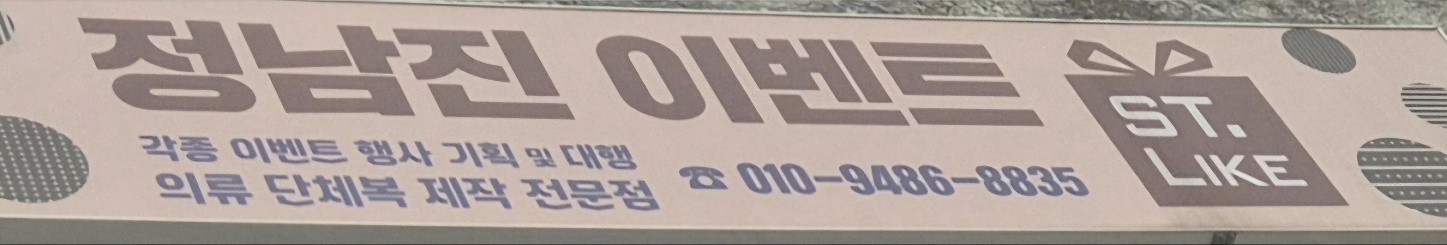 정남진 이벤트
각종 이벤트 행사 기획 및 대행
의류 단체복 제작 전문점
☎ 010-9486-8835
ST.
LIKE